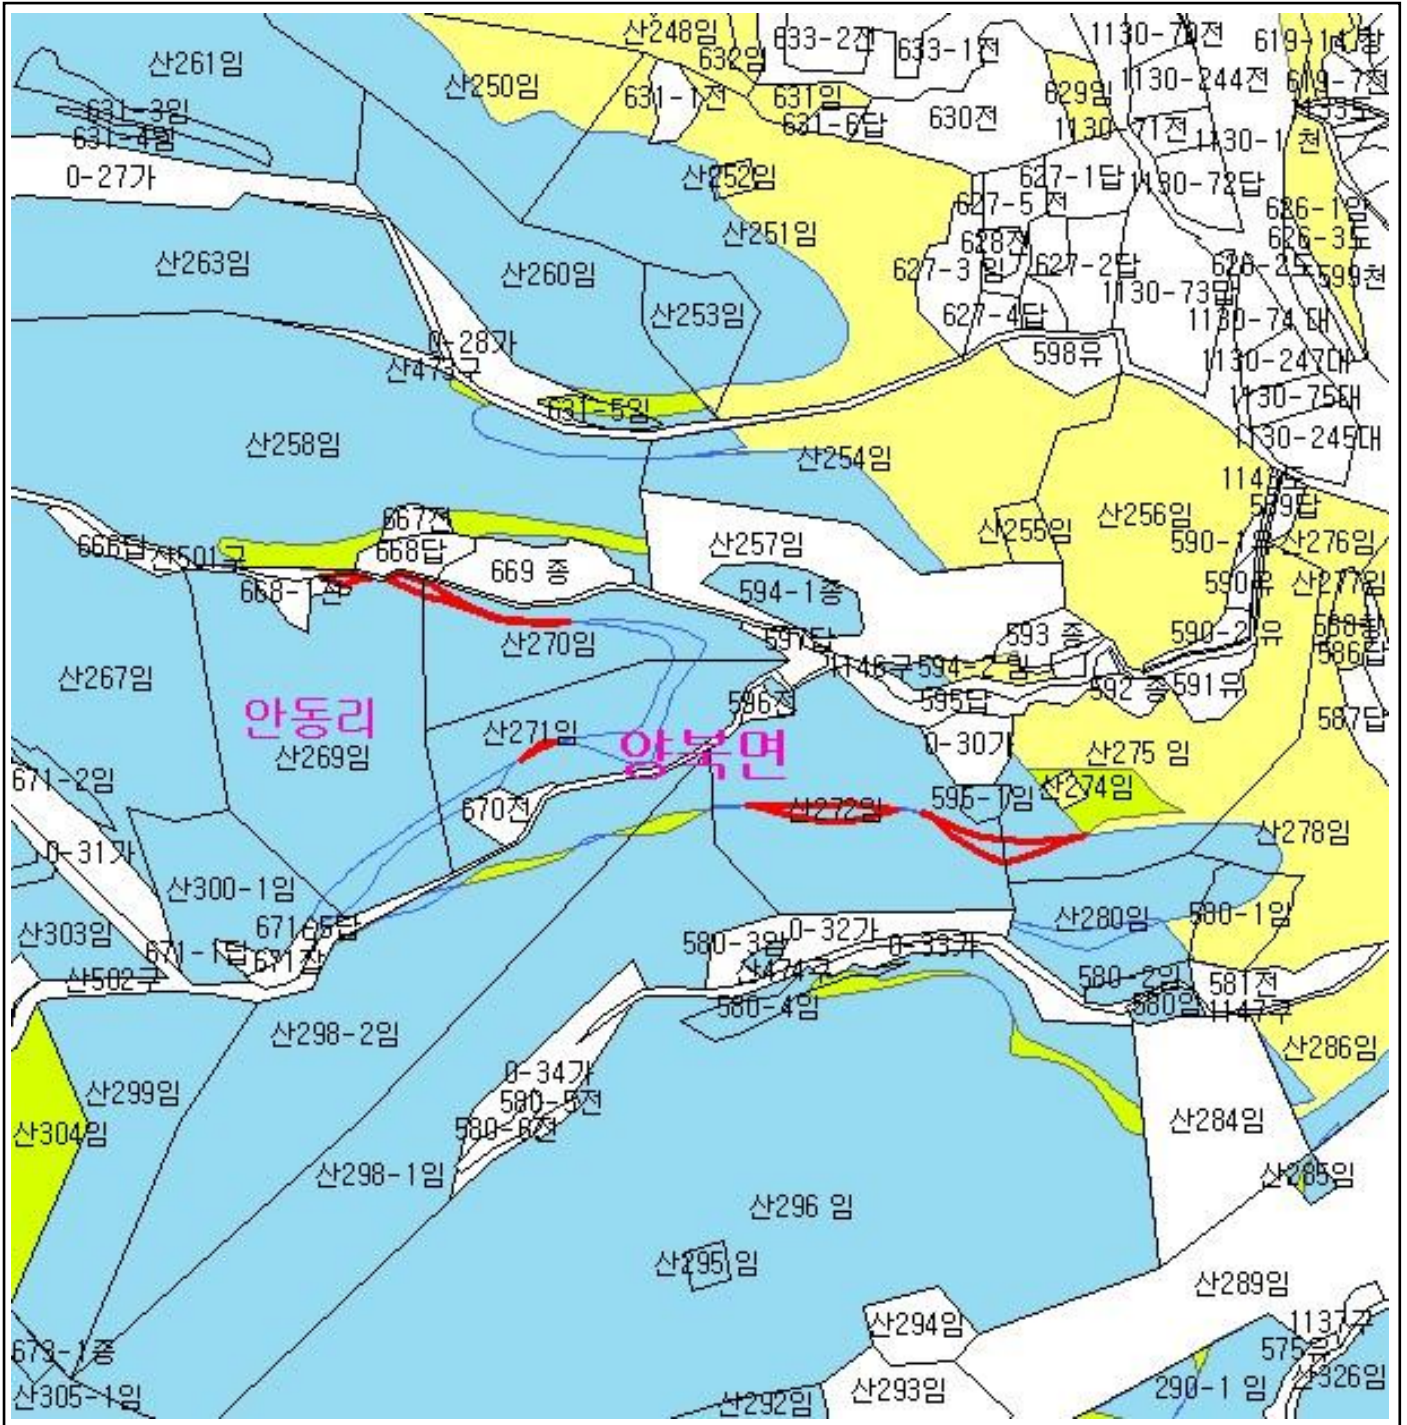 산248임
633-2전
633-1전
1130-70전
산261임
632임
산250임
631-1전
631임
629임
1130-244전
619-7전
631-3임
631-6답
630전
1130-71전
1130-1 천
631-4임
0-27가
산252임
627-1답
1130-72답
627-5 전
626-1임
산251임
628전
626-3도
산263임
산260임
627-3 임
627-2답
626-2도
599천
1130-73답
산253임
627-4답
1130-74 대
0-28가
598유
1130-247대
산473구
1130-75대
631-5임
1130-245대
산258임
산254임
667전
산255임
산256임
666답
산501구
668답
산257임
산276임
669 종
590유
산277임
668-1전
594-1종
593 종
590-2유
산270임
597답
586답
산267임
1146구
594-2임
592 종
591유
안동리
596전
595답
587답
산271임
양북면
0-30가
산275 임
산269임
671-2임
산274임
670전
산272임
595-1임
산278임
0-31가
산300-1임
산280임
580-1임
산303임
671-1답
580-3임
0-32가
0-33가
산502구
산474구
580-2임
581전
580-4임
580임
1147구
산298-2임
산286임
0-34가
산299임
580-5전
산304임
580-6전
산284임
산298-1임
산285임
산296 임
산295임
산289임
산294임
1137구
673-1종
575유
산326임
산305-1임
산292임
산293임
290-1 임